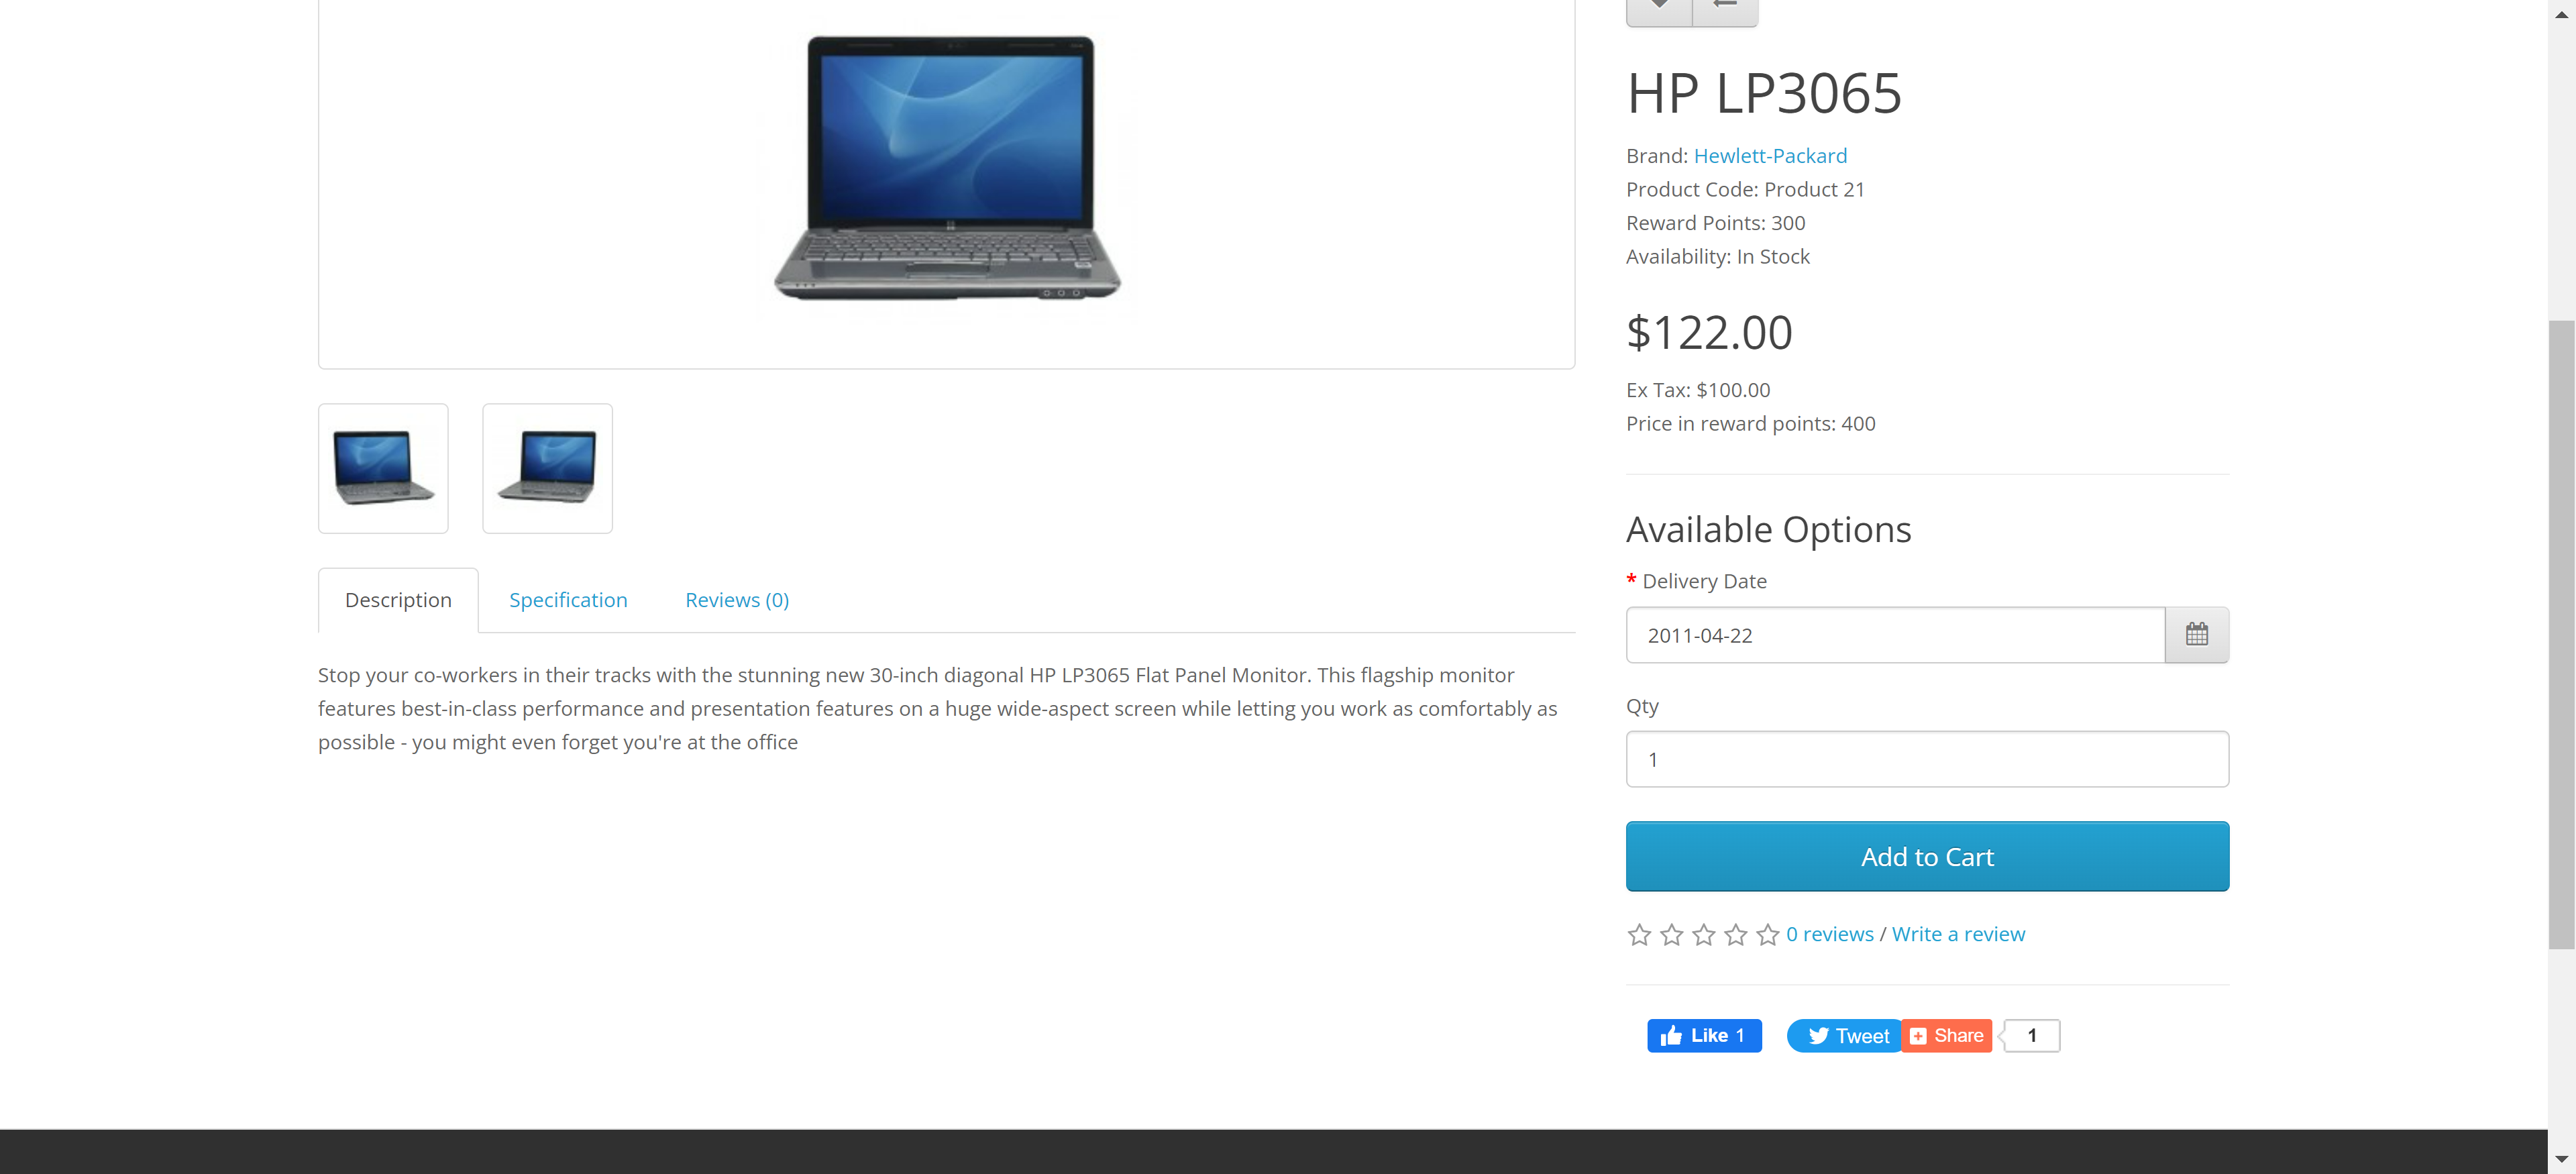 HP LP3065
Brand: Hewlett-Packard
Product Code: Product 21
Reward Points: 300
Availability: In Stock
$122.00
Ex Tax: $100.00
Price in reward points: 400
Available Options
* Delivery Date
2011-04-22
Qty
1
Add to Cart
0 reviews / Write a review
Like 1
Tweet
Share
1
Description
Specification
Reviews (0)
Stop your co-workers in their tracks with the stunning new 30-inch diagonal HP LP3065 Flat Panel Monitor. This flagship monitor
features best-in-class performance and presentation features on a huge wide-aspect screen while letting you work as comfortably as
possible - you might even forget you're at the office